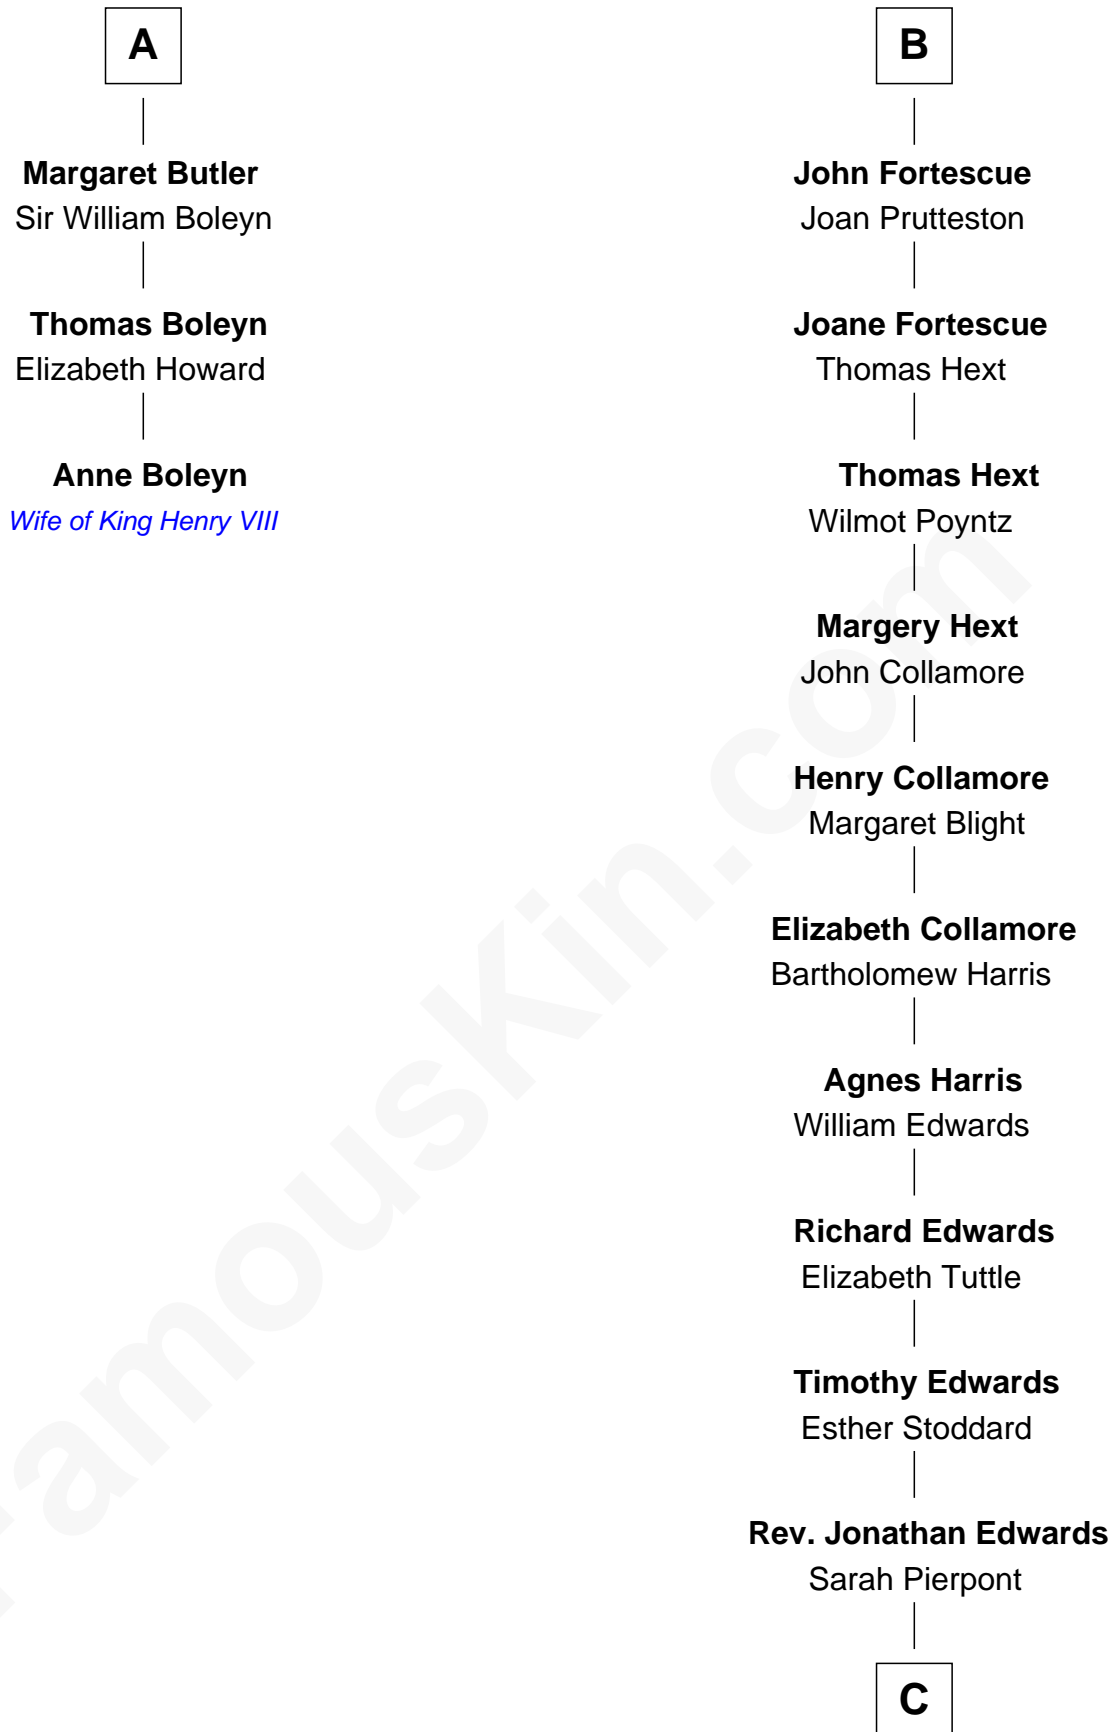 A
Margaret Butler
Sir William Boleyn
Thomas Boleyn
Elizabeth Howard
Anne Boleyn
Wife of King Henry VIII
B
John Fortescue
Joan Prutteston
Joane Fortescue
Thomas Hext
Thomas Hext
Wilmot Poyntz
Margery Hext
John Collamore
Henry Collamore
Margaret Blight
Elizabeth Collamore
Bartholomew Harris
Agnes Harris
William Edwards
Richard Edwards
Elizabeth Tuttle
Timothy Edwards
Esther Stoddard
Rev. Jonathan Edwards
Sarah Pierpont
C
FamousKin.com